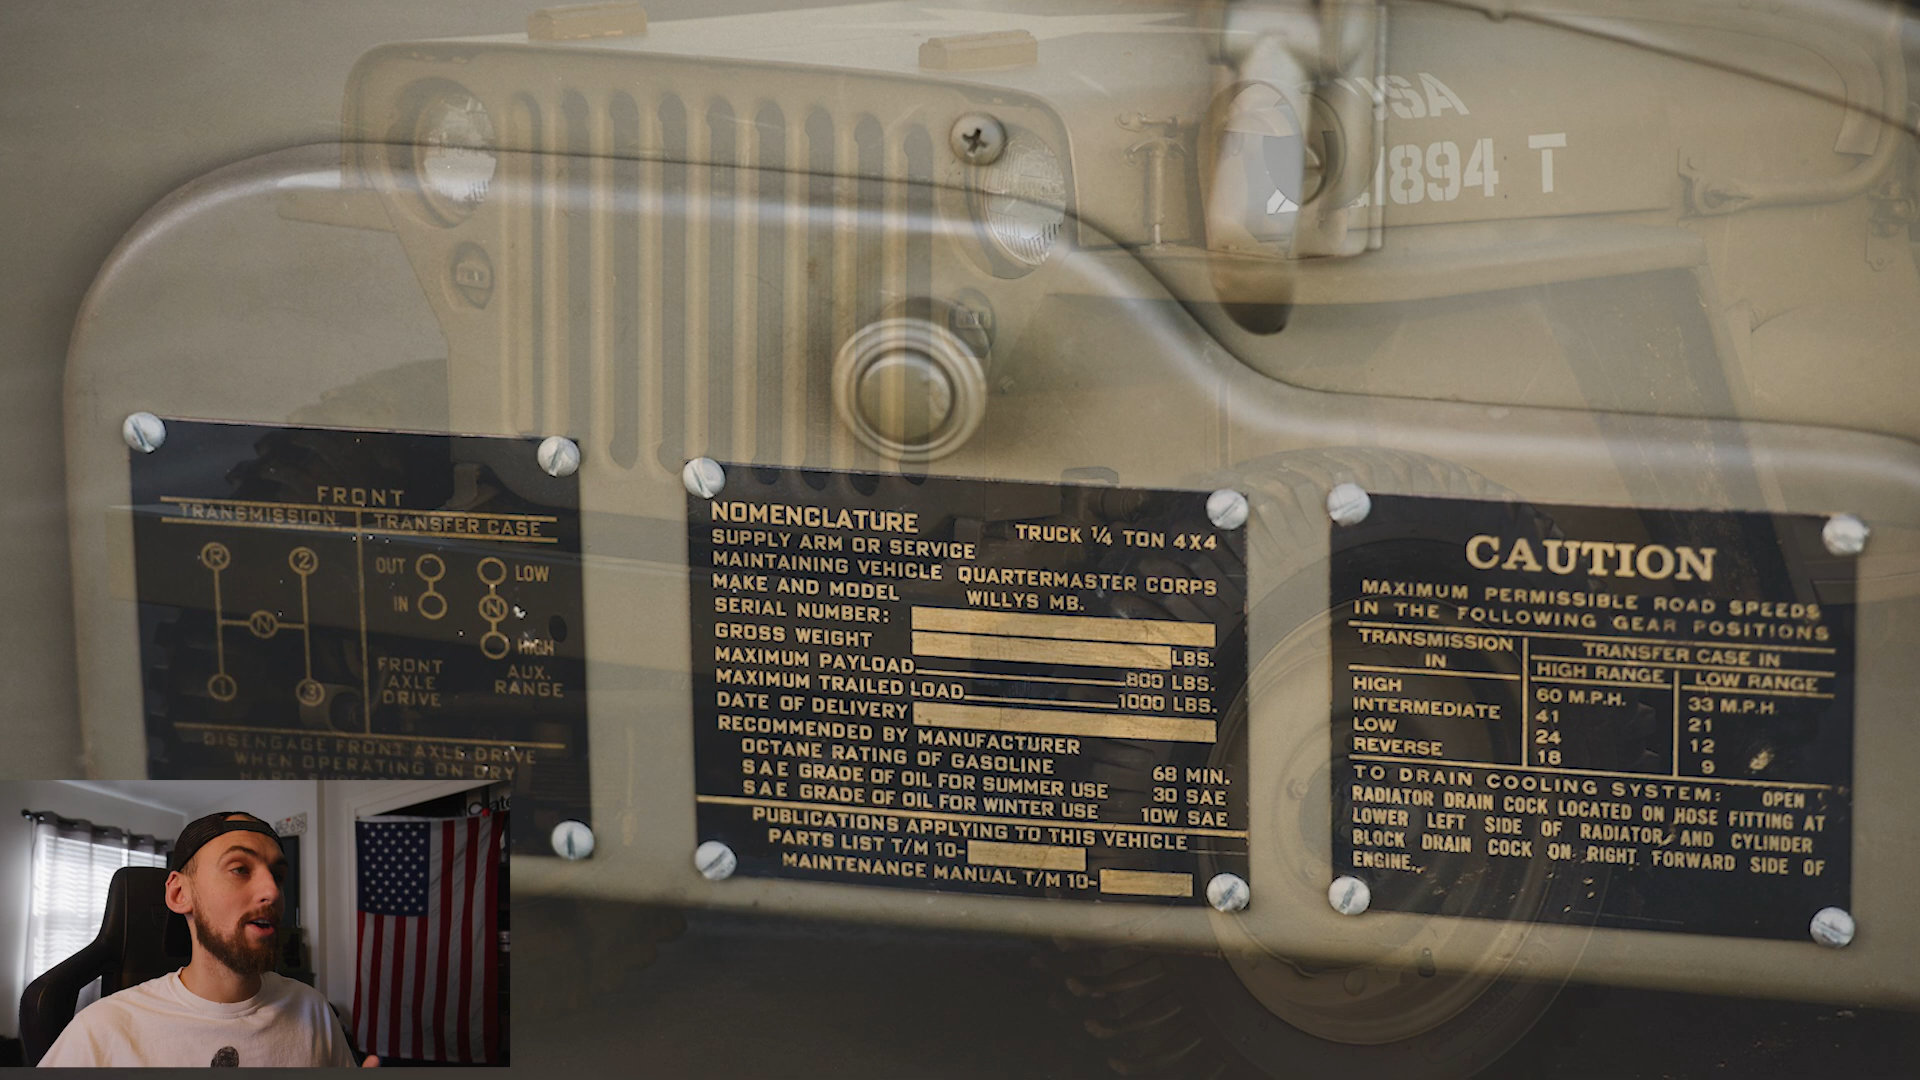 USA
1894 T
FRONT
TRANSMISSION TRANSFER CASE
R 2 OUT LOW
IN N
N HIGH
1 3 FRONT AXLE DRIVE AUX. RANGE
DISENGAGE FRONT AXLE DRIVE
WHEN OPERATING ON DRY
NOMENCLATURE
TRUCK ¼ TON 4X4
SUPPLY ARM OR SERVICE
MAINTAINING VEHICLE QUARTERMASTER CORPS
MAKE AND MODEL WILLYS MB.
SERIAL NUMBER:
GROSS WEIGHT LBS.
MAXIMUM PAYLOAD 800 LBS.
MAXIMUM TRAILED LOAD 1000 LBS.
DATE OF DELIVERY
RECOMMENDED BY MANUFACTURER
OCTANE RATING OF GASOLINE 68 MIN.
SAE GRADE OF OIL FOR SUMMER USE 30 SAE
SAE GRADE OF OIL FOR WINTER USE 10W SAE
PUBLICATIONS APPLYING TO THIS VEHICLE
PARTS LIST T/M 10-
MAINTENANCE MANUAL T/M 10-
CAUTION
MAXIMUM PERMISSIBLE ROAD SPEEDS
IN THE FOLLOWING GEAR POSITIONS
TRANSMISSION IN TRANSFER CASE IN
HIGH RANGE LOW RANGE
HIGH 60 M.P.H. 33 M.P.H
INTERMEDIATE 41 21
LOW 24 12
REVERSE 18 9
TO DRAIN COOLING SYSTEM: OPEN
RADIATOR DRAIN COCK LOCATED ON HOSE FITTING AT
LOWER LEFT SIDE OF RADIATOR AND CYLINDER
BLOCK DRAIN COCK ON RIGHT FORWARD SIDE OF
ENGINE.